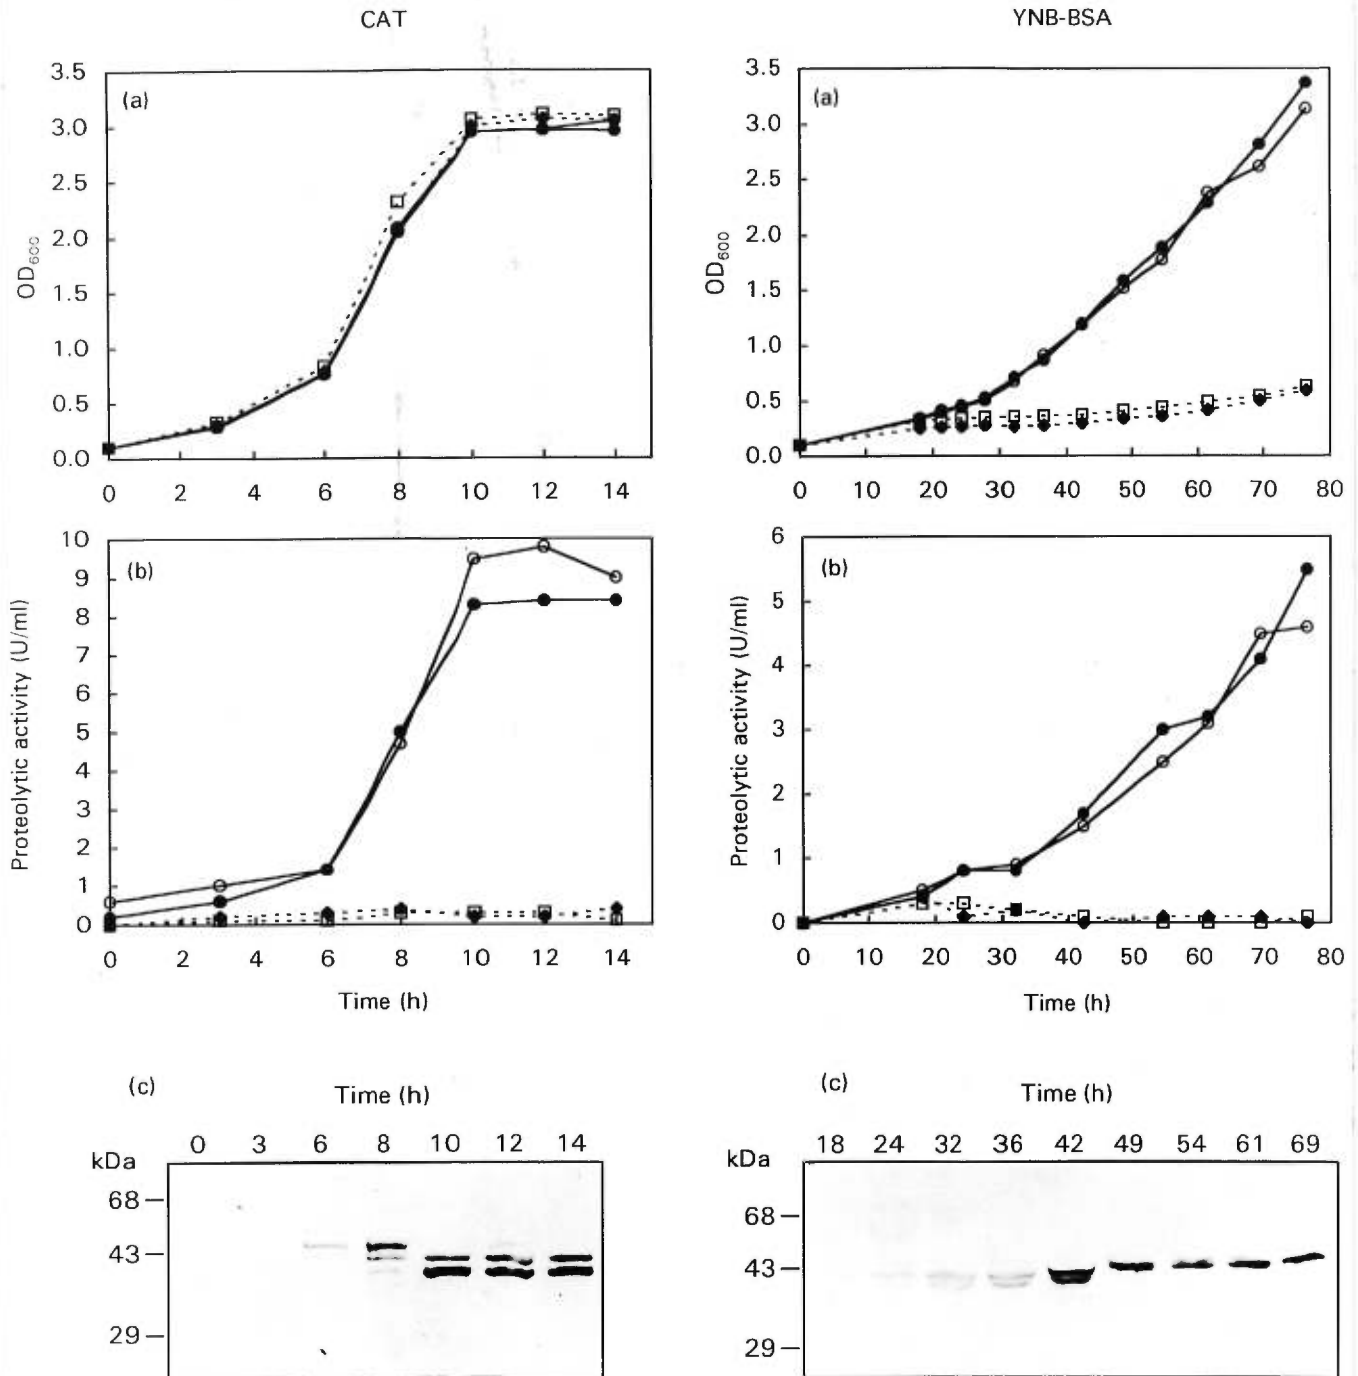 CAT
(a)
OD600
3.5
3.0
2.5
2.0
1.5
1.0
0.5
0.0
0 2 4 6 8 10 12 14
(b)
Proteolytic activity (U/ml)
10
9
8
7
6
5
4
3
2
1
0
0 2 4 6 8 10 12 14
Time (h)
(c)
Time (h)
0 3 6 8 10 12 14
kDa
68
43
29
YNB-BSA
(a)
OD600
3.5
3.0
2.5
2.0
1.5
1.0
0.5
0.0
0 10 20 30 40 50 60 70 80
(b)
Proteolytic activity (U/ml)
6
5
4
3
2
1
0
0 10 20 30 40 50 60 70 80
Time (h)
(c)
Time (h)
18 24 32 36 42 49 54 61 69
kDa
68
43
29